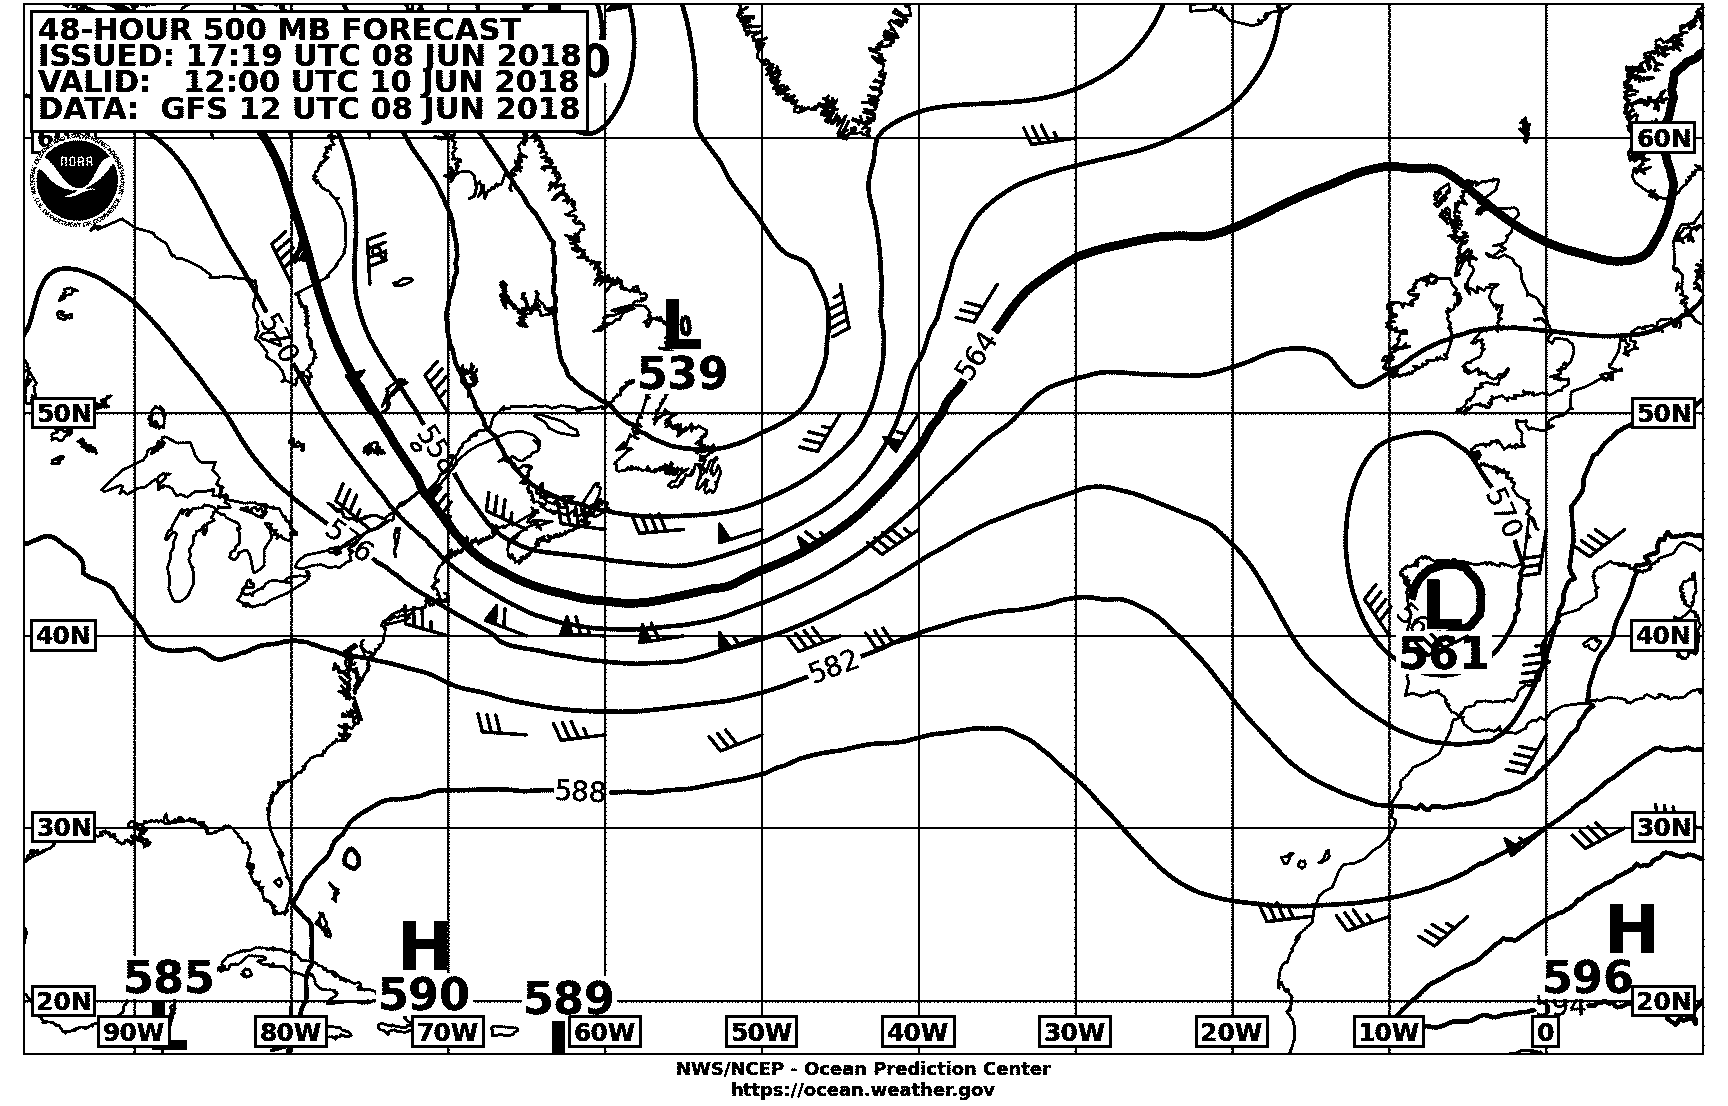 48-HOUR 500 MB FORECAST
ISSUED: 17:19 UTC 08 JUN 2018
VALID: 12:00 UTC 10 JUN 2018
DATA: GFS 12 UTC 08 JUN 2018
0
60N
NOAA
570
L
539
564
50N
50N
55
576
570
40N
L
40N
561
582
588
30N
30N
H
H
585
590
589
596
594
20N
20N
90W
80W
70W
60W
50W
40W
30W
20W
10W
0
L
NWS/NCEP - Ocean Prediction Center
https://ocean.weather.gov